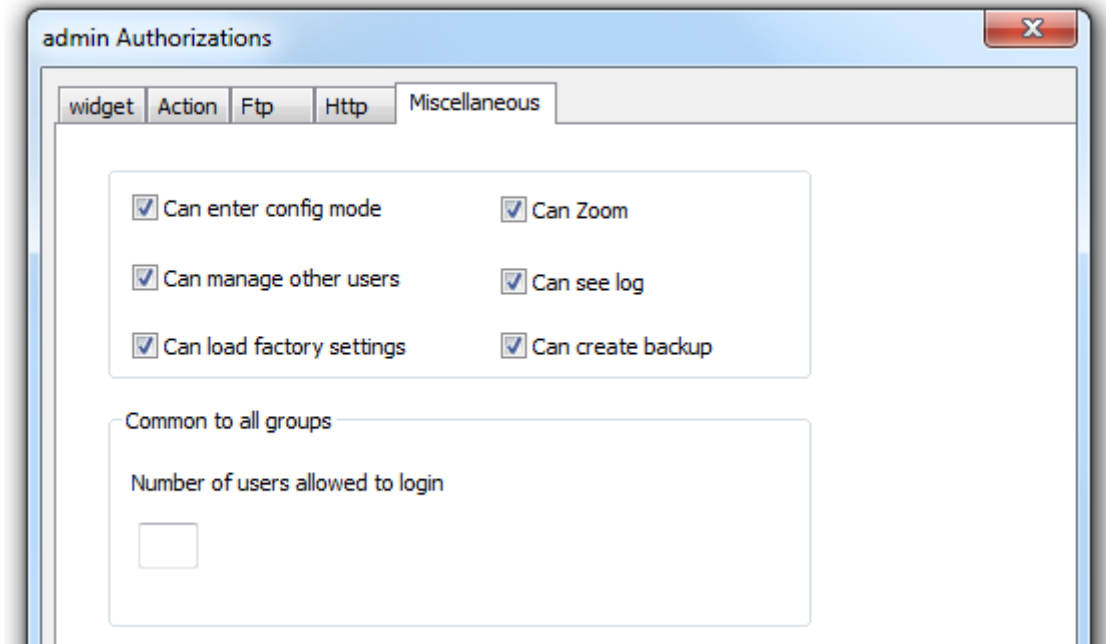 admin Authorizations
widget Action Ftp Http Miscellaneous
Can enter config mode Can Zoom
Can manage other users Can see log
Can load factory settings Can create backup
Common to all groups
Number of users allowed to login